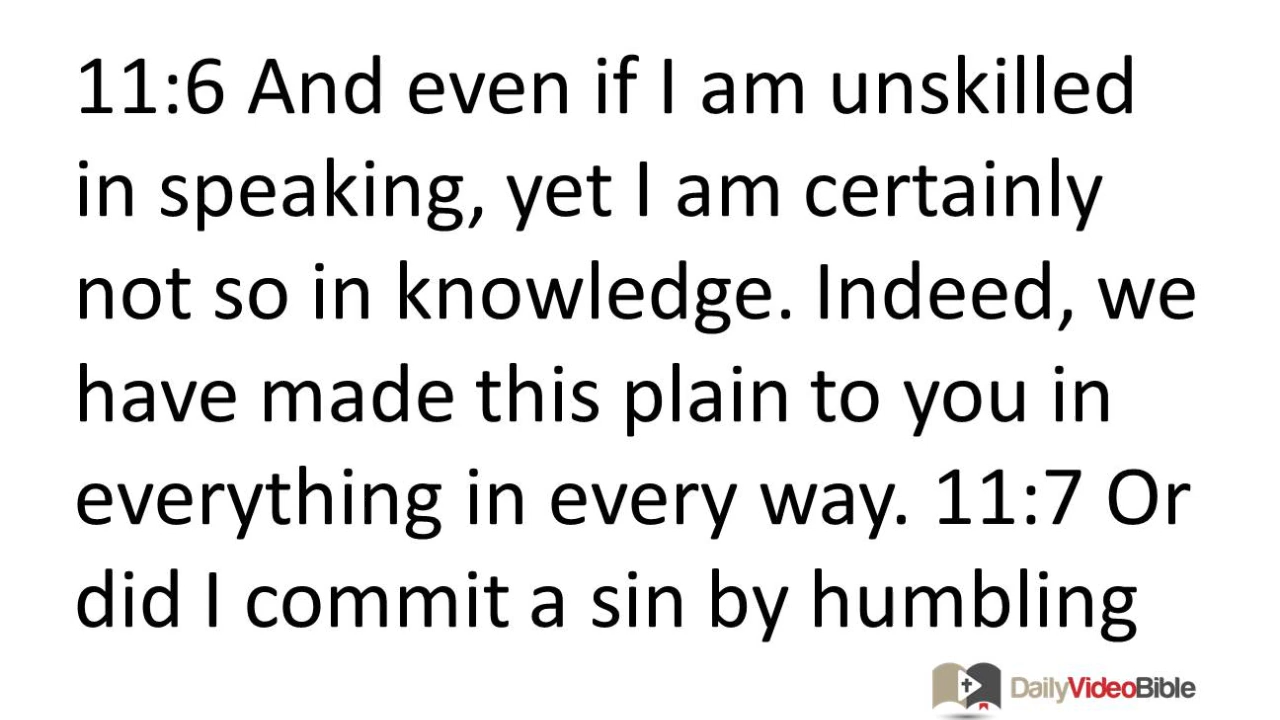 11:6 And even if I am unskilled
in speaking, yet I am certainly
not so in knowledge. Indeed, we
have made this plain to you in
everything in every way. 11:7 Or
did I commit a sin by humbling
DailyVideoBible